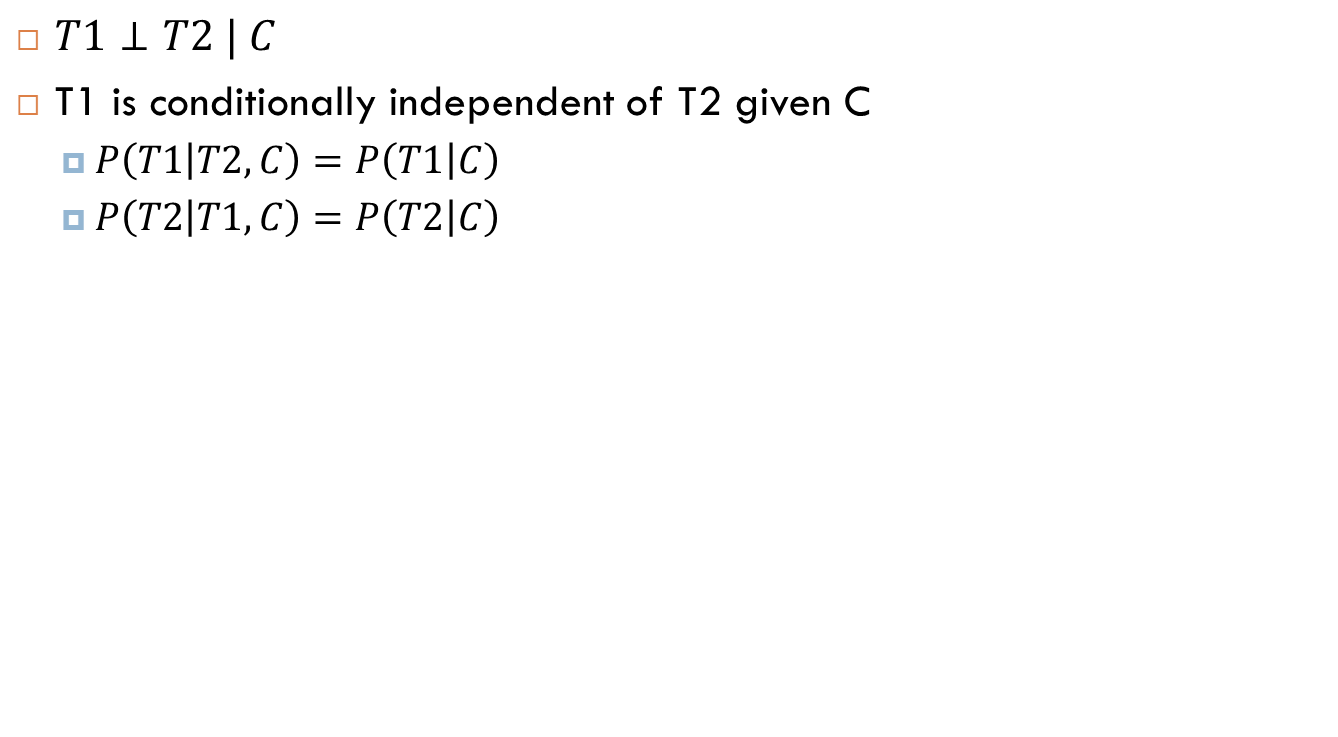 𝑇1 ⊥ 𝑇2 | 𝐶
T1 is conditionally independent of T2 given C
𝑃(𝑇1|𝑇2, 𝐶) = 𝑃(𝑇1|𝐶)
𝑃(𝑇2|𝑇1, 𝐶) = 𝑃(𝑇2|𝐶)